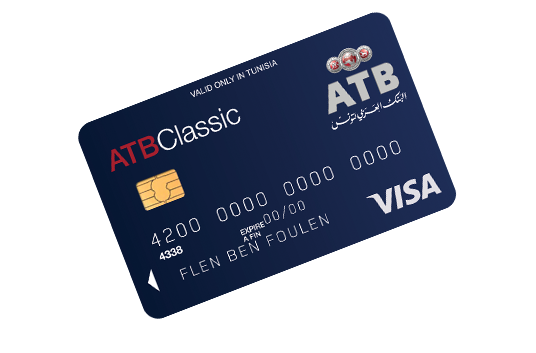 VALID ONLY IN TUNISIA
ATB
البنك العربي لتونس
ATBClassic
4200 0000 0000 0000
4338
EXPIRE
A FIN
00/00
FLEN BEN FOULEN
VISA